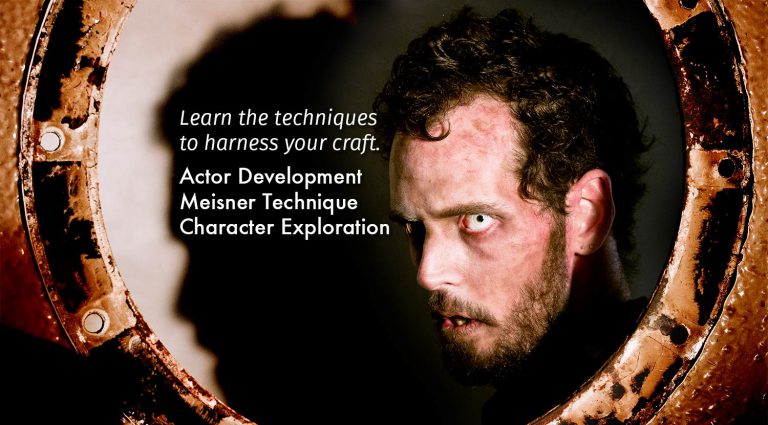 Learn the techniques
to harness your craft.
Actor Development
Meisner Technique
Character Exploration